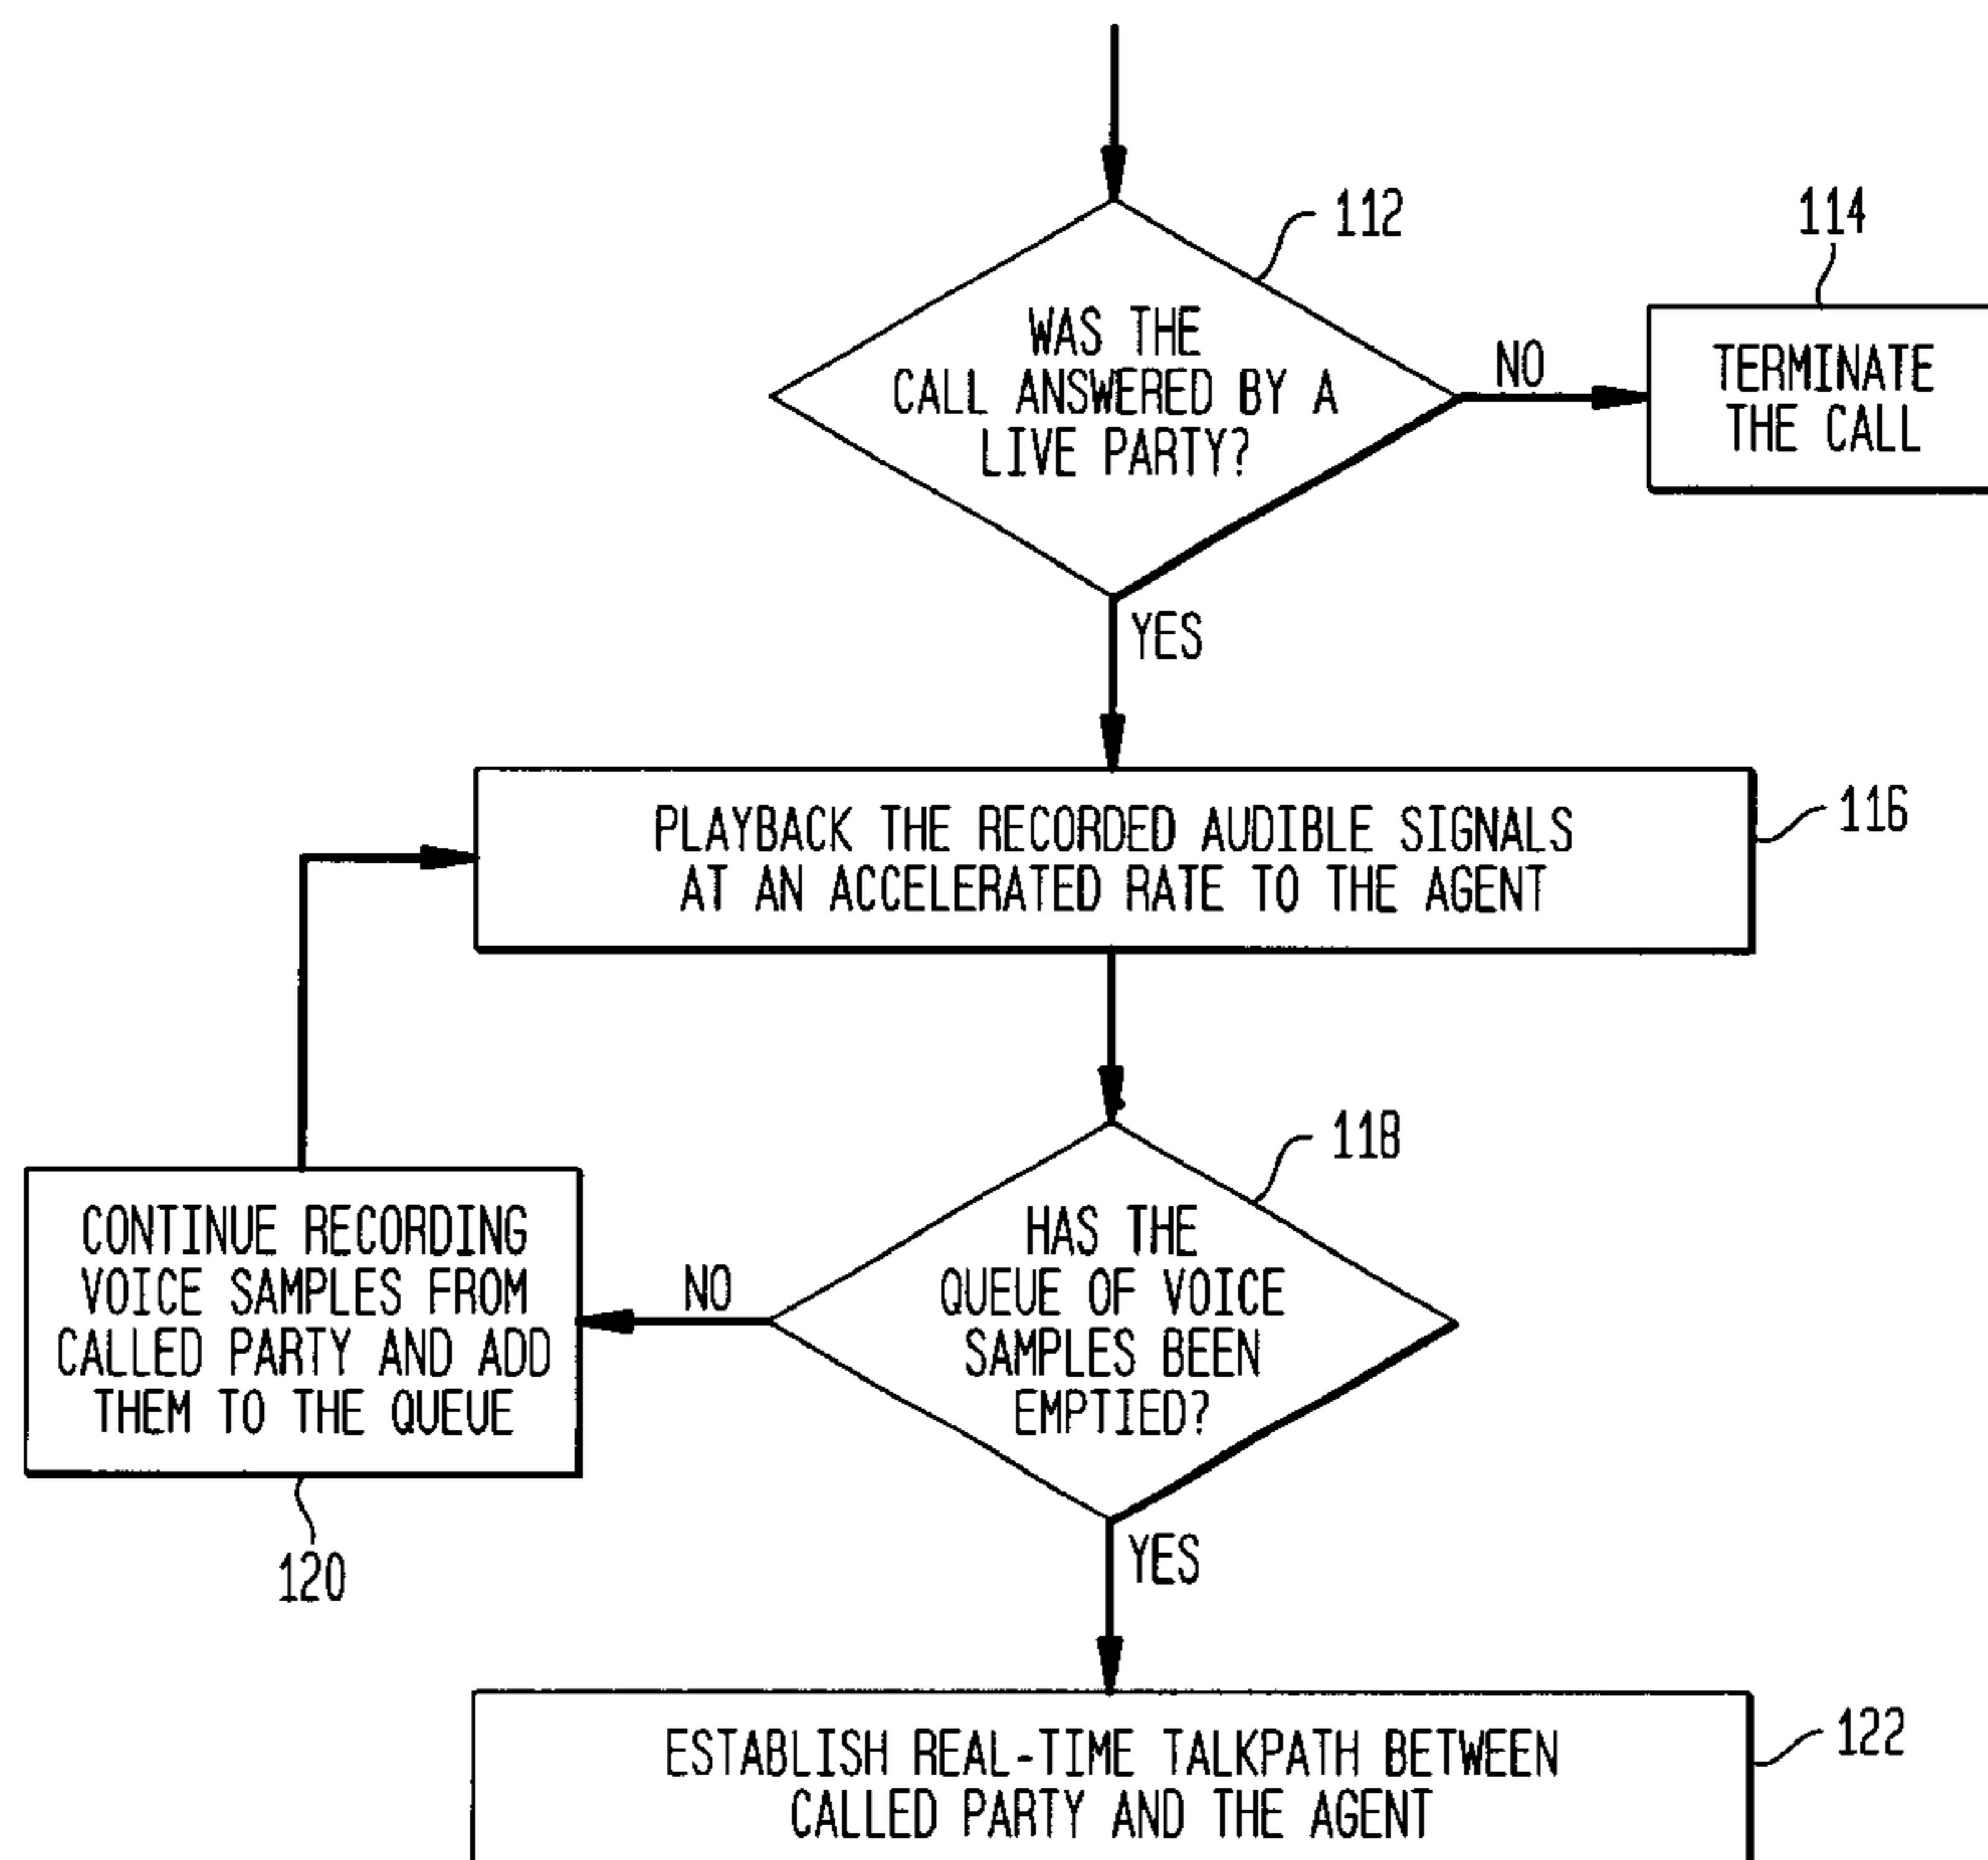 112
114
WAS THE
CALL ANSWERED BY A
LIVE PARTY?
NO
TERMINATE
THE CALL
YES
PLAYBACK THE RECORDED AUDIBLE SIGNALS
AT AN ACCELERATED RATE TO THE AGENT
116
118
HAS THE
QUEUE OF VOICE
SAMPLES BEEN
EMPTIED?
NO
CONTINUE RECORDING
VOICE SAMPLES FROM
CALLED PARTY AND ADD
THEM TO THE QUEUE
120
YES
ESTABLISH REAL-TIME TALKPATH BETWEEN
CALLED PARTY AND THE AGENT
122